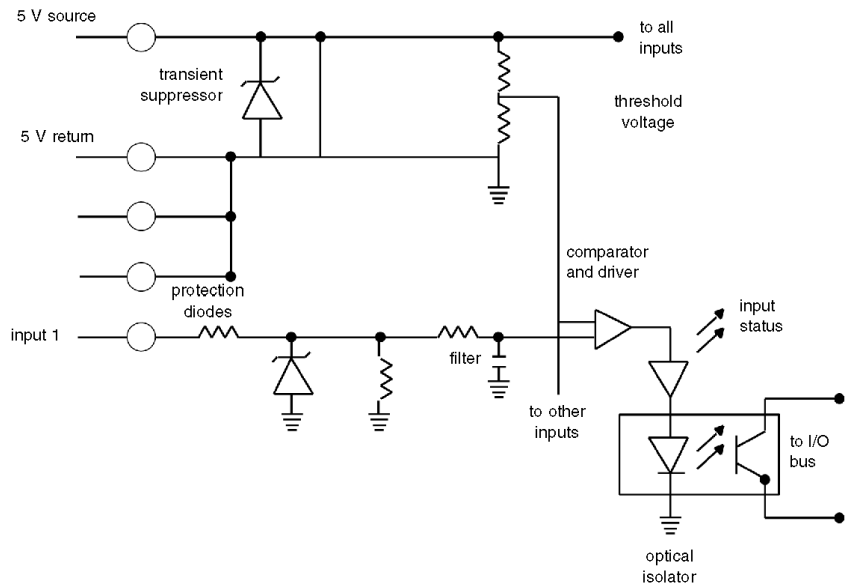 5 V source
to all
inputs
transient
suppressor
threshold
voltage
5 V return
comparator
and driver
protection
diodes
input 1
filter
input
status
to other
inputs
to I/O
bus
optical
isolator